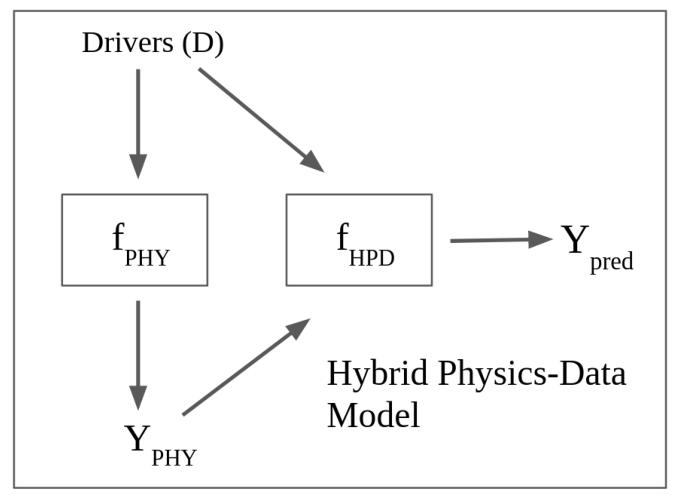 Drivers (D)
fPHY
fHPD
Ypred
Hybrid Physics-Data
Model
YPHY